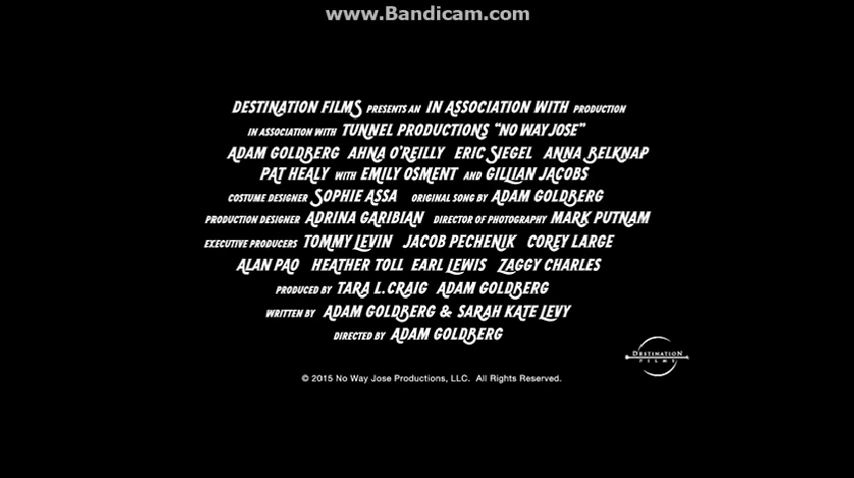 www.Bandicam.com
DESTINATION FILMS PRESENTS AN IN ASSOCIATION WITH PRODUCTION
IN ASSOCIATION WITH TUNNEL PRODUCTIONS "NO WAY JOSE"
ADAM GOLDBERG AHNA O'REILLY ERIC SIEGEL ANNA BELKNAP
PAT HEALY WITH EMILY OSMENT AND GILLIAN JACOBS
COSTUME DESIGNER SOPHIE ASSA ORIGINAL SONG BY ADAM GOLDBERG
PRODUCTION DESIGNER ADRINA GARIBIAN DIRECTOR OF PHOTOGRAPHY MARK PUTNAM
EXECUTIVE PRODUCERS TOMMY LEVIN JACOB PECHENIK COREY LARGE
ALAN PAO HEATHER TOLL EARL LEWIS ZAGGY CHARLES
PRODUCED BY TARA L. CRAIG ADAM GOLDBERG
WRITTEN BY ADAM GOLDBERG & SARAH KATE LEVY
DIRECTED BY ADAM GOLDBERG
DESTINATION
FILMS
© 2015 No Way Jose Productions, LLC. All Rights Reserved.